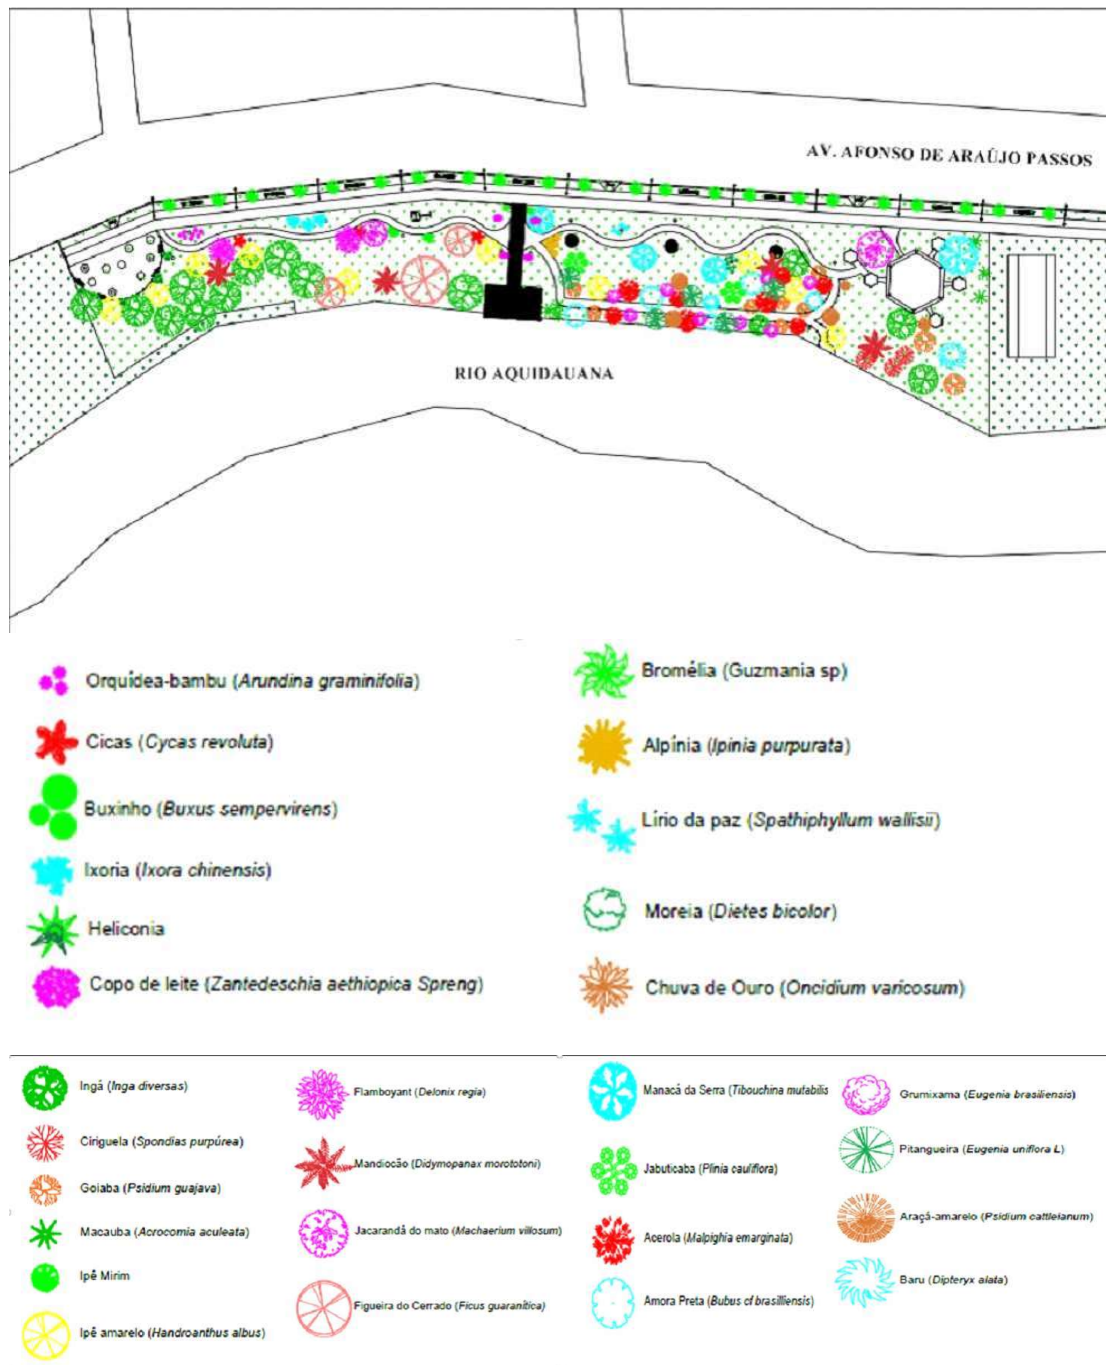 AV. AFONSO DE ARAÚJO PASSOS
RIO AQUIDAUANA
Orquídea-bambu (Arundina graminifolia)
Cicas (Cycas revoluta)
Buxinho (Buxus sempervirens)
Ixoria (Ixora chinensis)
Heliconia
Copo de leite (Zantedeschia aethiopica Spreng)
Bromélia (Guzmania sp)
Alpínia (Ipinia purpurata)
Lírio da paz (Spathiphyllum wallisii)
Moreia (Dietes bicolor)
Chuva de Ouro (Oncidium varicosum)
Ingá (Inga diversas)
Ciriguela (Spondias purpúrea)
Goiaba (Psidium guajava)
Macauba (Acrocomia aculeata)
Ipê Mirim
Ipê amarelo (Handroanthus albus)
Flamboyant (Delonix regia)
Mandiocão (Didymopanax morototoni)
Jacarandá do mato (Machaerium villosum)
Figueira do Cerrado (Ficus guaranítica)
Manacá da Serra (Tibouchina mutabilis
Jabuticaba (Plinia cauliflora)
Acerola (Malpighia emarginata)
Amora Preta (Bubus cf brasilliensis)
Grumixama (Eugenia brasiliensis)
Pitangueira (Eugenia uniflora L)
Araçá-amarelo (Psidium cattleianum)
Baru (Dipteryx alata)